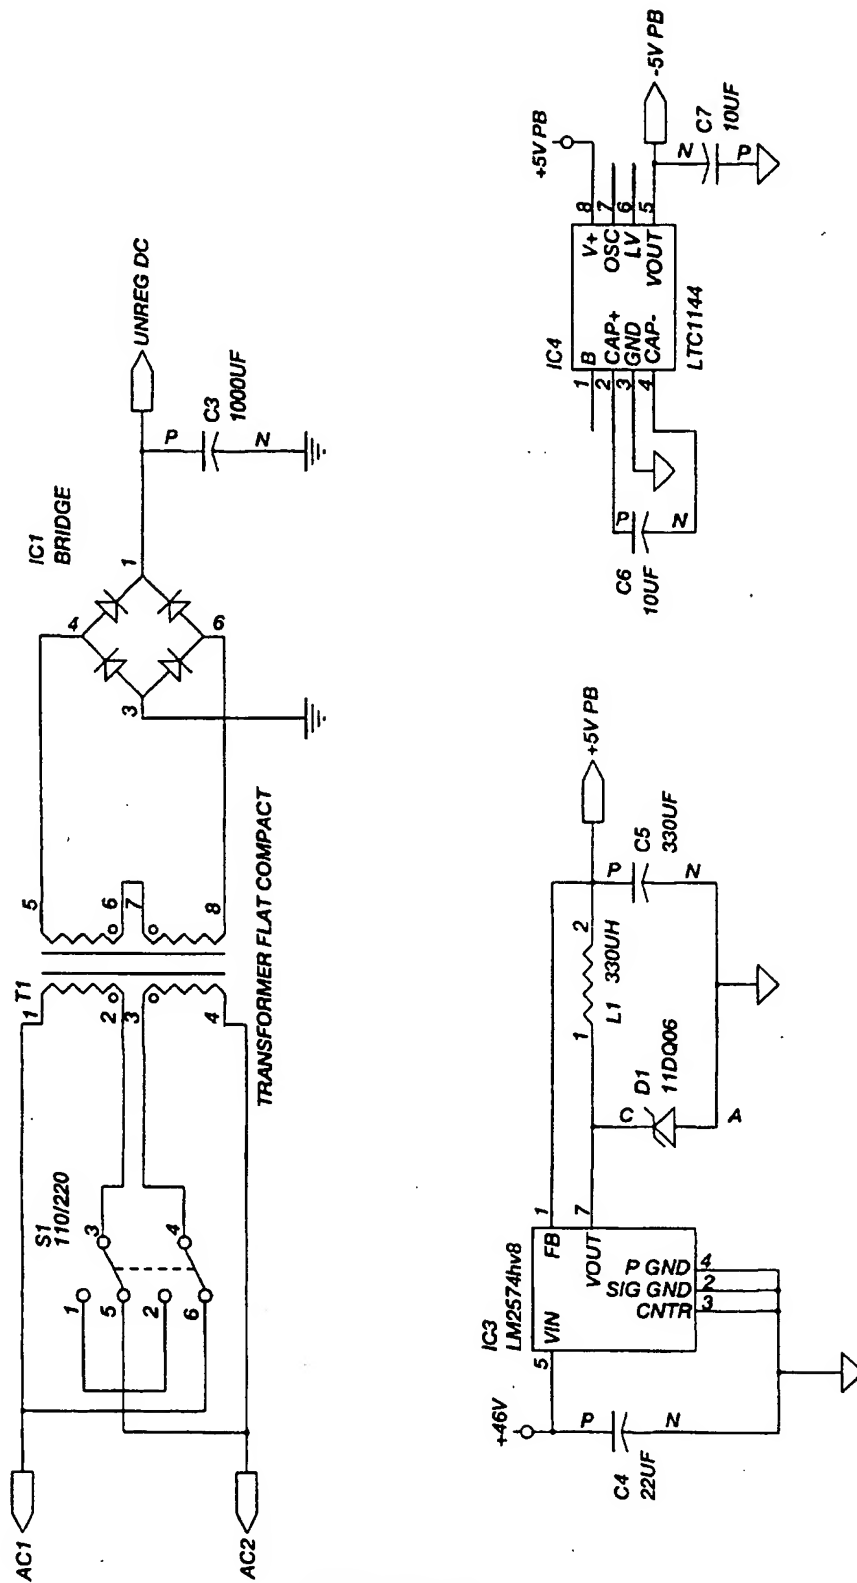 AC1
AC2
S1
110/220
1
5
2
6
3
4
T1
1
2
3
4
5
6
7
8
TRANSFORMER FLAT COMPACT
IC1
BRIDGE
4
1
3
6
UNREG DC
P
C3
1000UF
N
+46V
P
N
C4
22UF
IC3
LM2574hv8
5
VIN
FB
1
VOUT
7
P GND
4
SIG GND
2
CNTR
3
C
D1
11DQ06
A
1
2
L1 330UH
P
C5
330UF
N
+5V PB
C6
10UF
P
N
IC4
1
B
2
CAP+
3
GND
4
CAP-
V+
8
OSC
7
LV
6
VOUT
5
LTC1144
+5V PB
-5V PB
N
C7
10UF
P